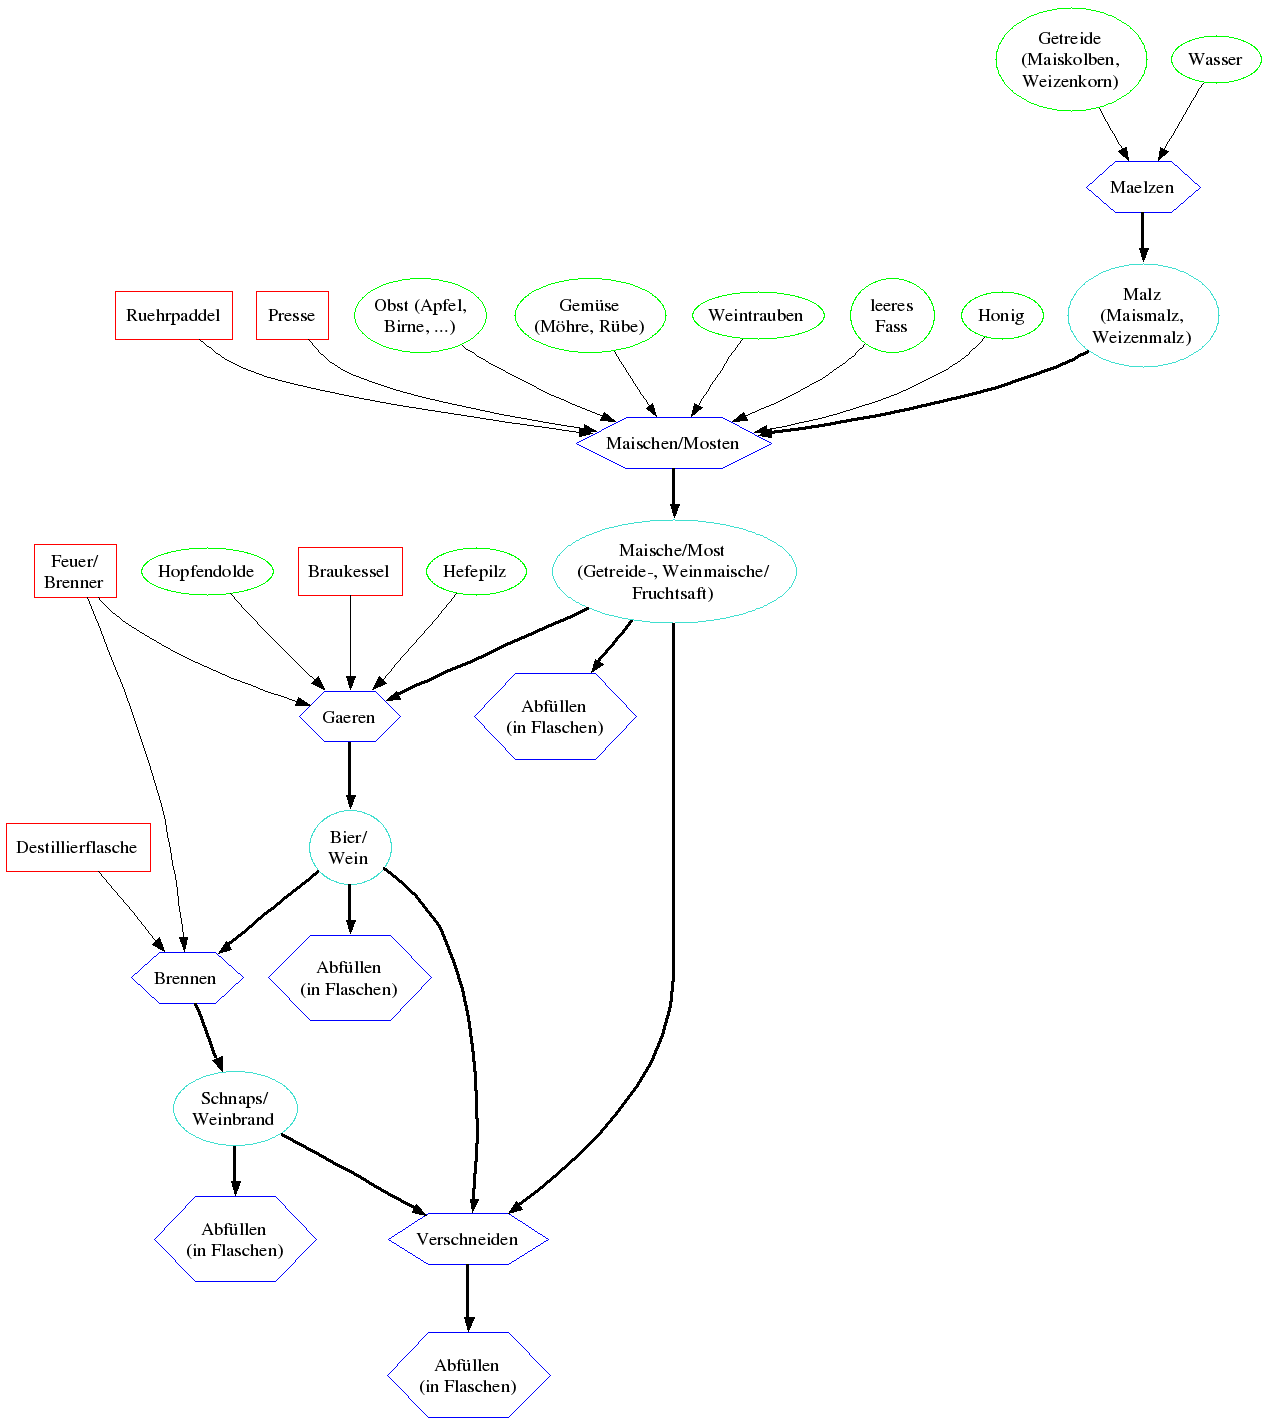 Getreide
(Maiskolben,
Weizenkorn)
Wasser
Maelzen
Ruehrpaddel
Presse
Obst (Apfel,
Birne, ...)
Gemüse
(Möhre, Rübe)
Weintrauben
leeres
Fass
Honig
Malz
(Maismalz,
Weizenmalz)
Maischen/Mosten
Feuer/
Brenner
Hopfendolde
Braukessel
Hefepilz
Maische/Most
(Getreide-, Weinmaische/
Fruchtsaft)
Gaeren
Abfüllen
(in Flaschen)
Destillierflasche
Bier/
Wein
Brennen
Abfüllen
(in Flaschen)
Schnaps/
Weinbrand
Abfüllen
(in Flaschen)
Verschneiden
Abfüllen
(in Flaschen)